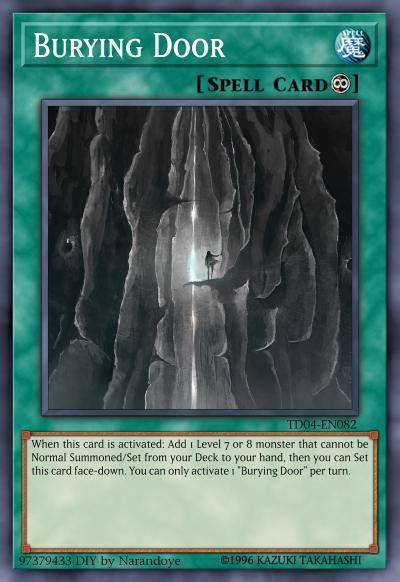 BURYING DOOR
SPELL
魔
[SPELL CARD]
TD04-EN082
When this card is activated: Add 1 Level 7 or 8 monster that cannot be
Normal Summoned/Set from your Deck to your hand, then you can Set
this card face-down. You can only activate 1 "Burying Door" per turn.
97379433 DIY by Narandoye
©1996 KAZUKI TAKAHASHI